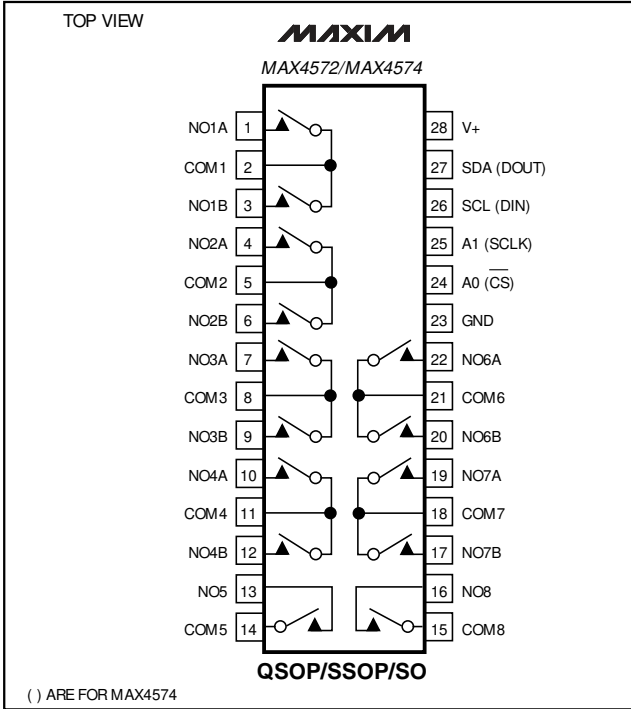 TOP VIEW
MAXIM
MAX4572/MAX4574
NO1A 1
COM1 2
NO1B 3
NO2A 4
COM2 5
NO2B 6
NO3A 7
COM3 8
NO3B 9
NO4A 10
COM4 11
NO4B 12
NO5 13
COM5 14
28 V+
27 SDA (DOUT)
26 SCL (DIN)
25 A1 (SCLK)
24 A0 (C̅S̅)
23 GND
22 NO6A
21 COM6
20 NO6B
19 NO7A
18 COM7
17 NO7B
16 NO8
15 COM8
QSOP/SSOP/SO
( ) ARE FOR MAX4574